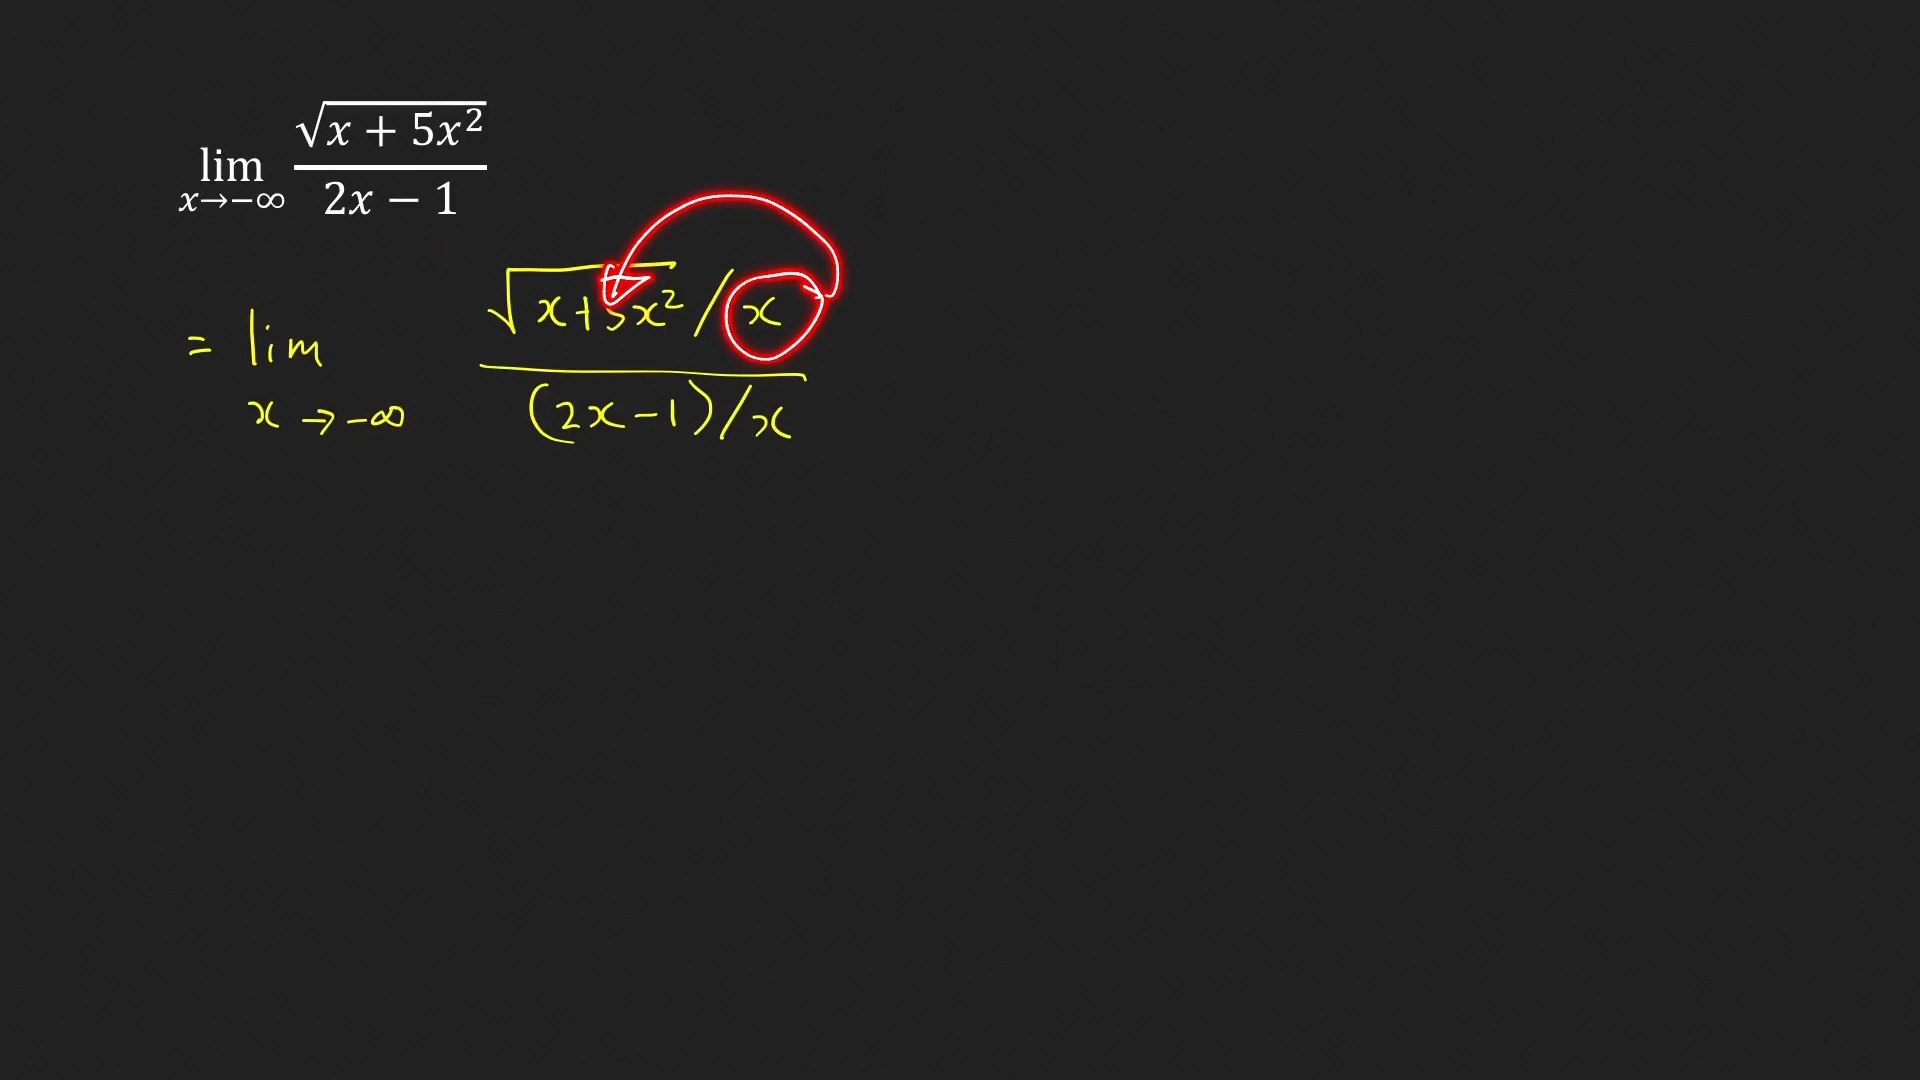 lim x→−∞ √(x + 5x²) / (2x − 1)
= lim x→−∞ (√(x+5x²) / x) / ((2x−1)/x)